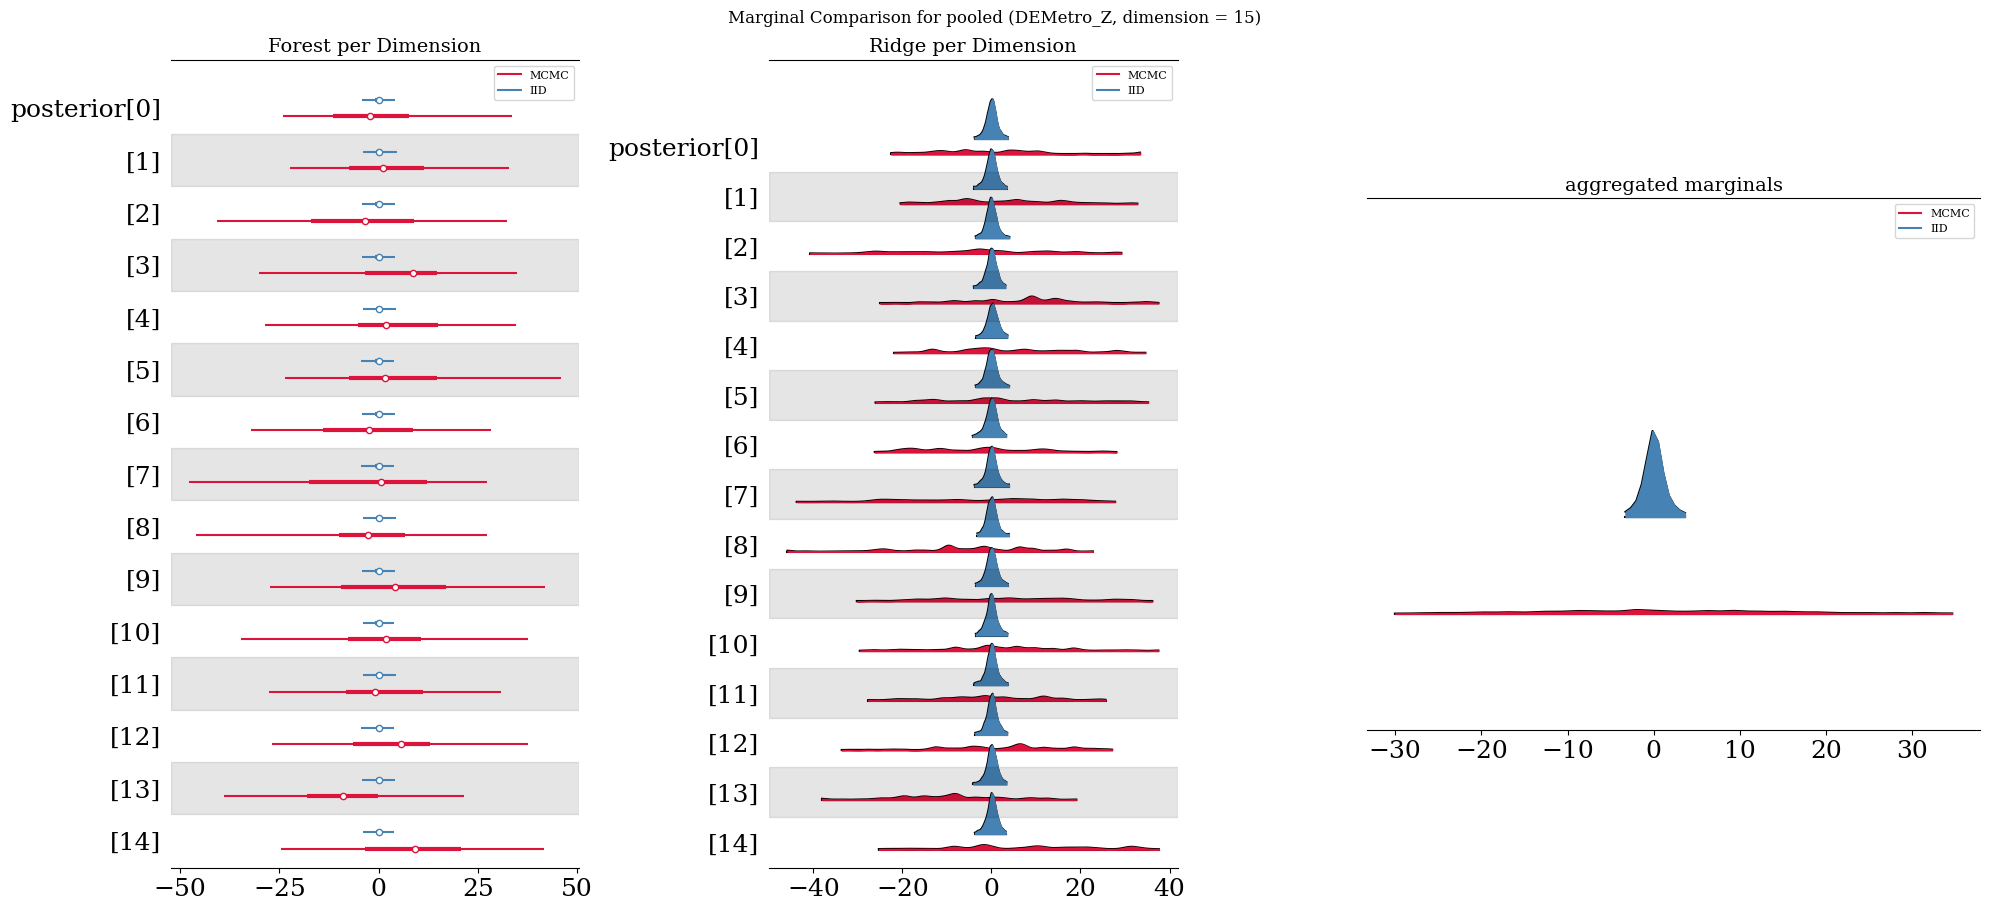 Marginal Comparison for pooled (DEMetro_Z, dimension = 15)
Forest per Dimension
MCMC
IID
posterior[0]
[1]
[2]
[3]
[4]
[5]
[6]
[7]
[8]
[9]
[10]
[11]
[12]
[13]
[14]
−50 −25 0 25 50
Ridge per Dimension
MCMC
IID
posterior[0]
[1]
[2]
[3]
[4]
[5]
[6]
[7]
[8]
[9]
[10]
[11]
[12]
[13]
[14]
−40 −20 0 20 40
aggregated marginals
MCMC
IID
−30 −20 −10 0 10 20 30